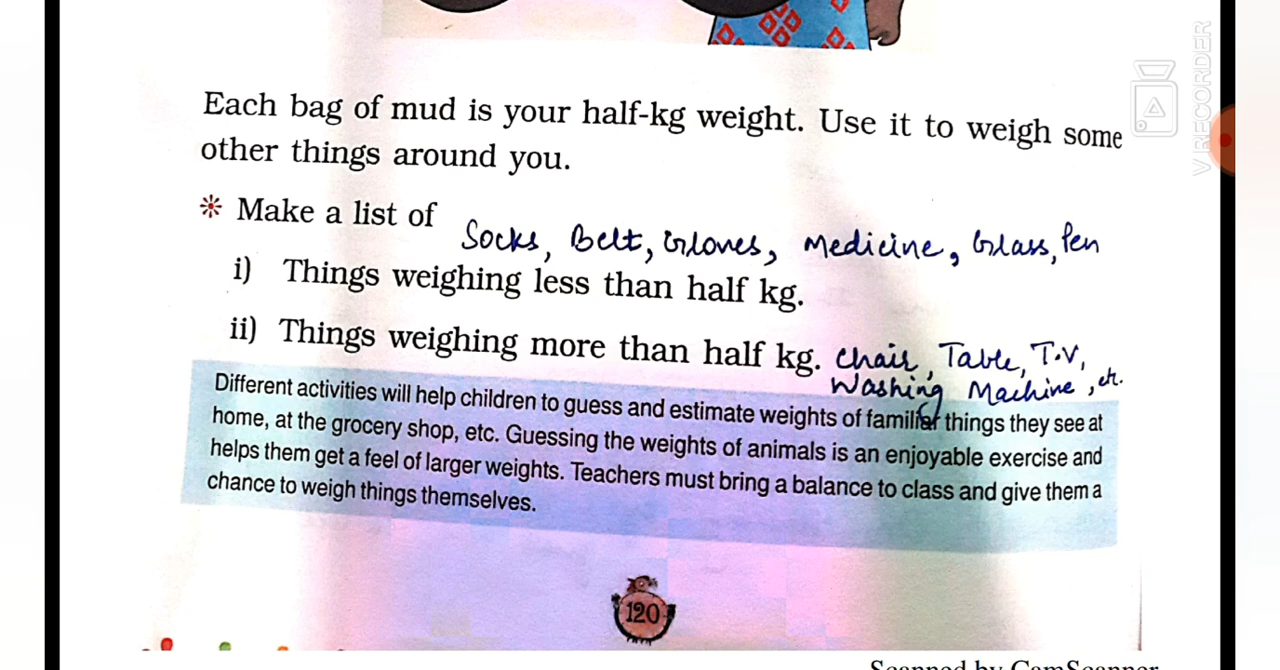 Each bag of mud is your half-kg weight. Use it to weigh some
other things around you.
Make a list of
Socks, Belt, Gloves, Medicine, Glass, Pen
i) Things weighing less than half kg.
ii) Things weighing more than half kg. Chair, Table, T.V,
Washing Machine, etc.
Different activities will help children to guess and estimate weights of familiar things they see at
home, at the grocery shop, etc. Guessing the weights of animals is an enjoyable exercise and
helps them get a feel of larger weights. Teachers must bring a balance to class and give them a
chance to weigh things themselves.
120
Scanned by CamScanner
V RECORDER